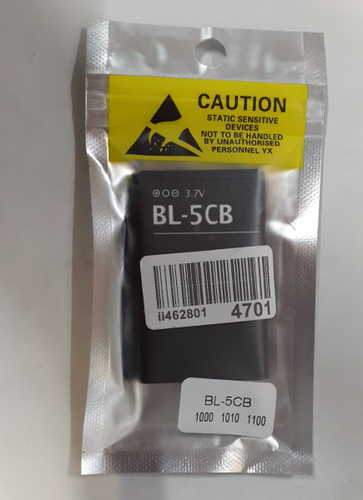 CAUTION
STATIC SENSITIVE
DEVICES
NOT TO BE HANDLED
BY UNAUTHORISED
PERSONNEL YX
3.7V
BL-5CB
ii462801 4701
BL-5CB
1000 1010 1100